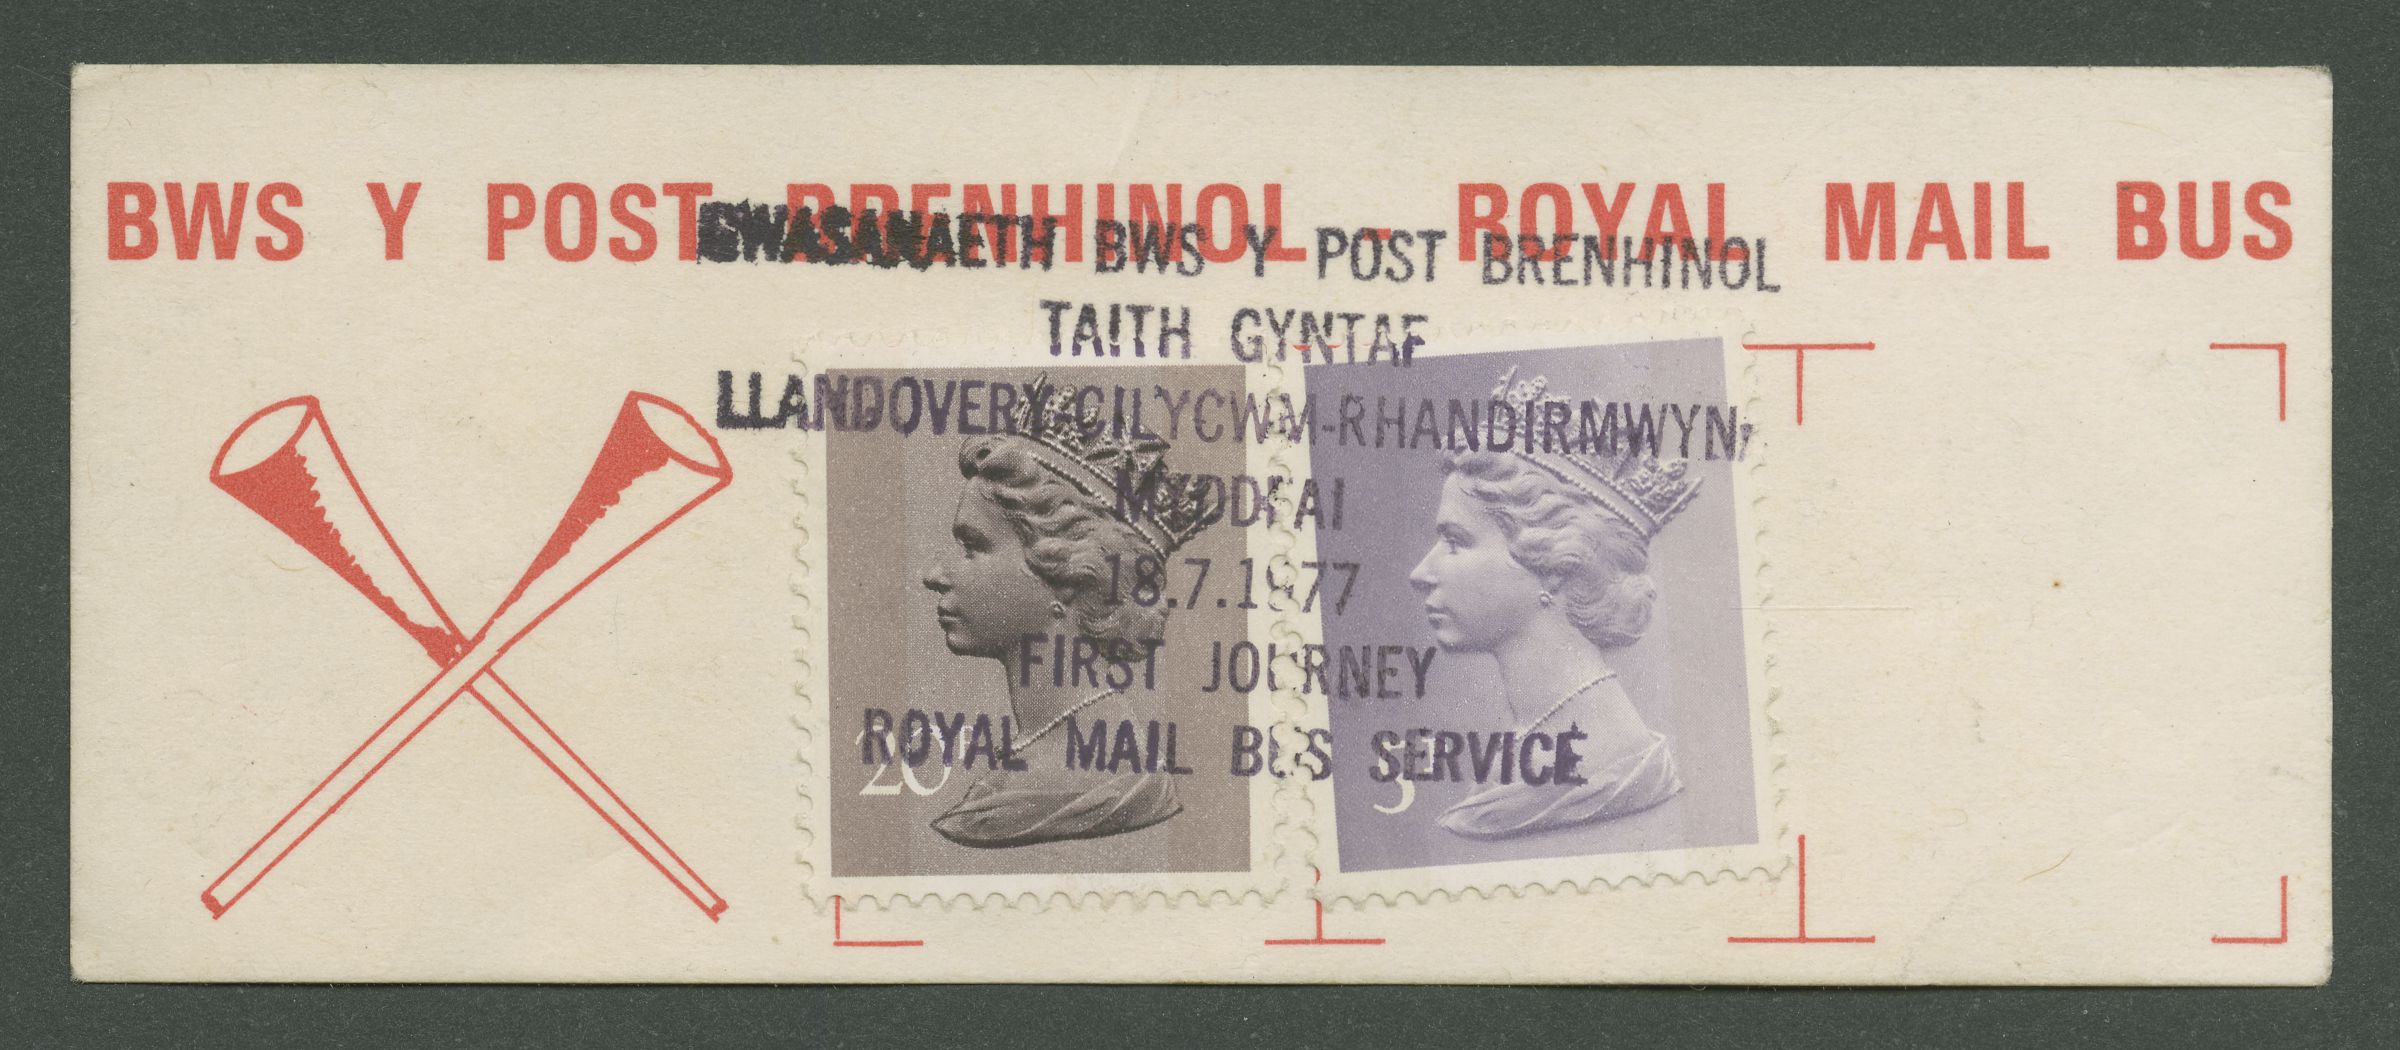 BWS Y POST BRENHINOL - ROYAL MAIL BUS
GWASANAETH BWS Y POST BRENHINOL
TAITH GYNTAF
LLANDOVERY-CILYCWM-RHANDIRMWYN
MYDDFAI
18.7.1977
FIRST JOURNEY
ROYAL MAIL BUS SERVICE
20